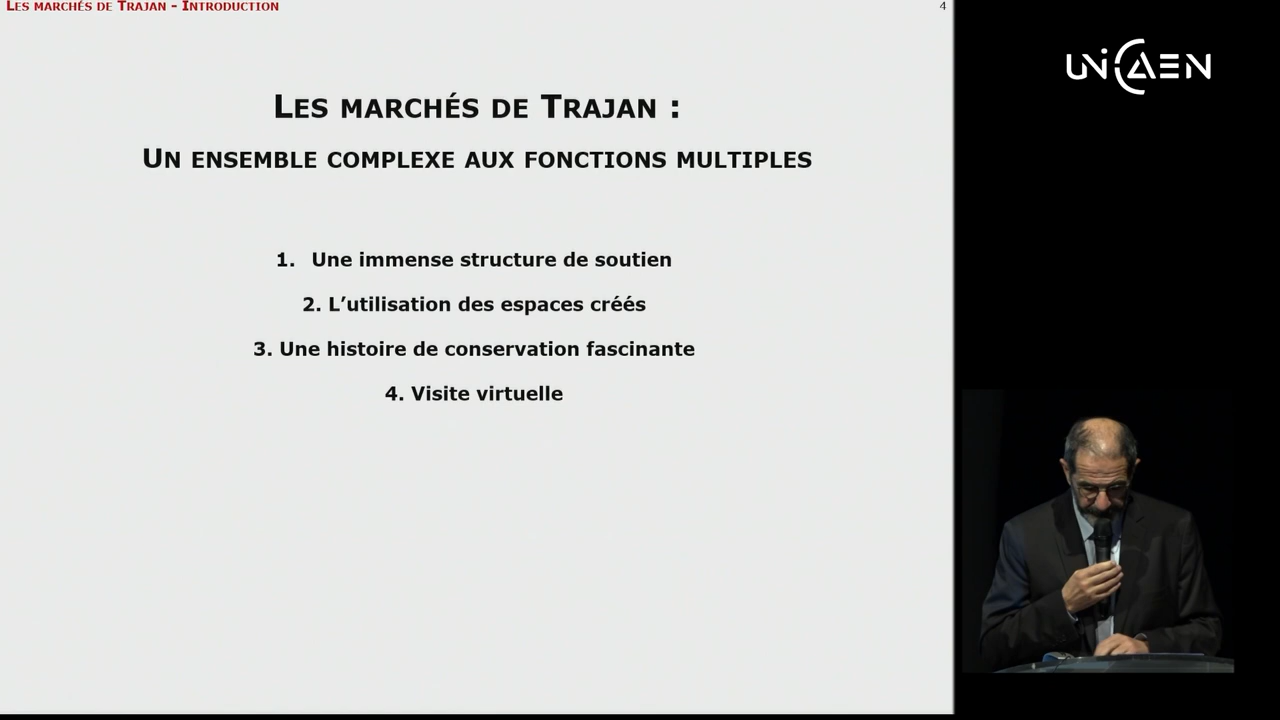 Les marchés de Trajan - Introduction
4
Les marchés de Trajan :
Un ensemble complexe aux fonctions multiples
1. Une immense structure de soutien
2. L’utilisation des espaces créés
3. Une histoire de conservation fascinante
4. Visite virtuelle
UNICAEN